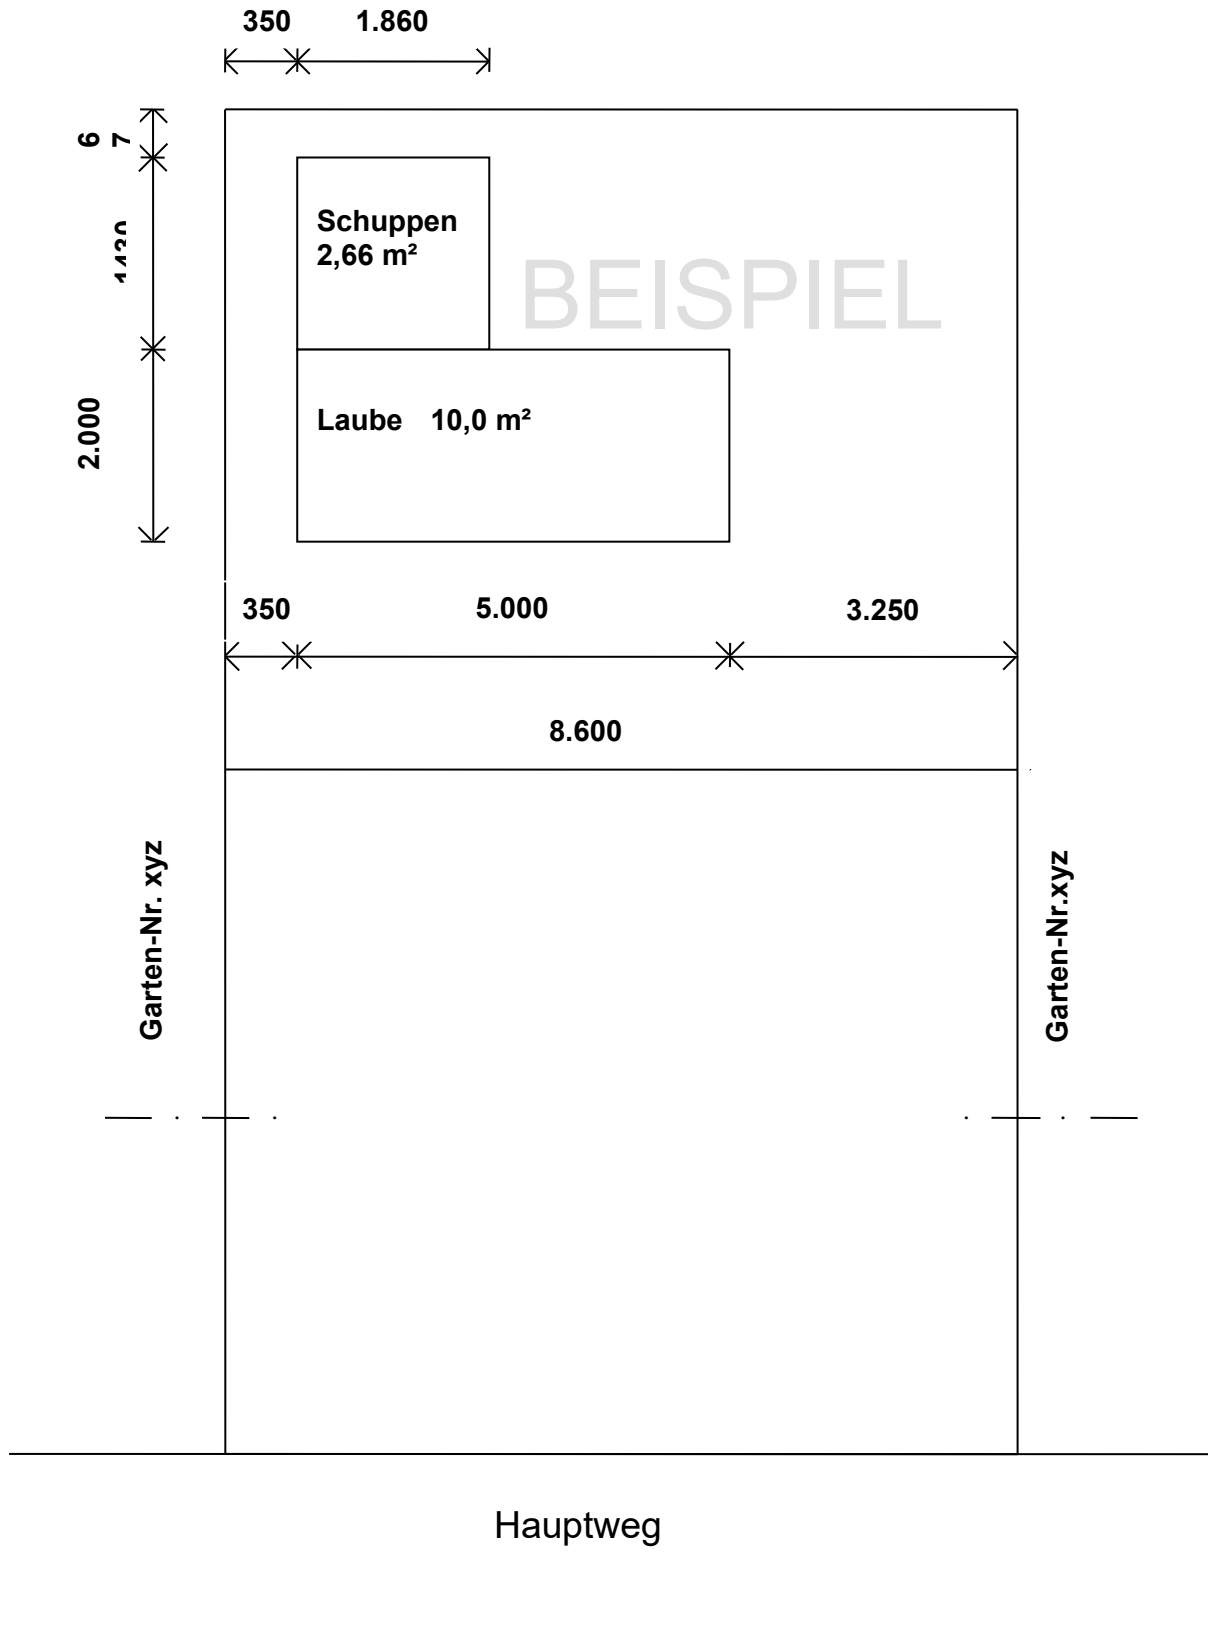 350 1.860
6
7
1430
Schuppen
2,66 m²
BEISPIEL
2.000
Laube 10,0 m²
350 5.000 3.250
8.600
Garten-Nr. xyz
Garten-Nr.xyz
Hauptweg